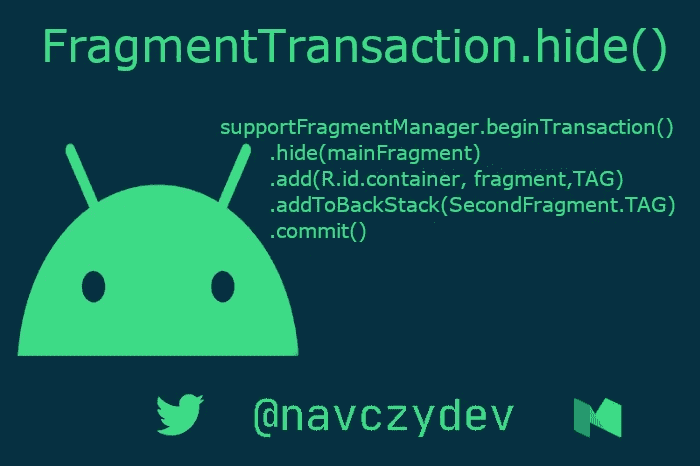 FragmentTransaction.hide()
supportFragmentManager.beginTransaction()
.hide(mainFragment)
.add(R.id.container, fragment,TAG)
.addToBackStack(SecondFragment.TAG)
.commit()
@navczydev